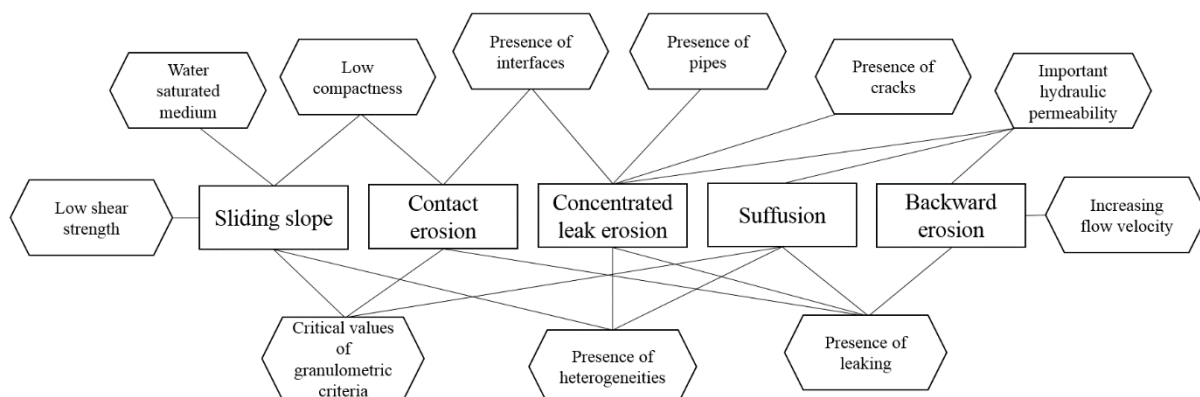 Water
saturated
medium
Low
compactness
Presence of
interfaces
Presence of
pipes
Presence of
cracks
Important
hydraulic
permeability
Low shear
strength
Sliding slope
Contact
erosion
Concentrated
leak erosion
Suffusion
Backward
erosion
Increasing
flow velocity
Critical values
of
granulometric
criteria
Presence of
heterogeneities
Presence of
leaking